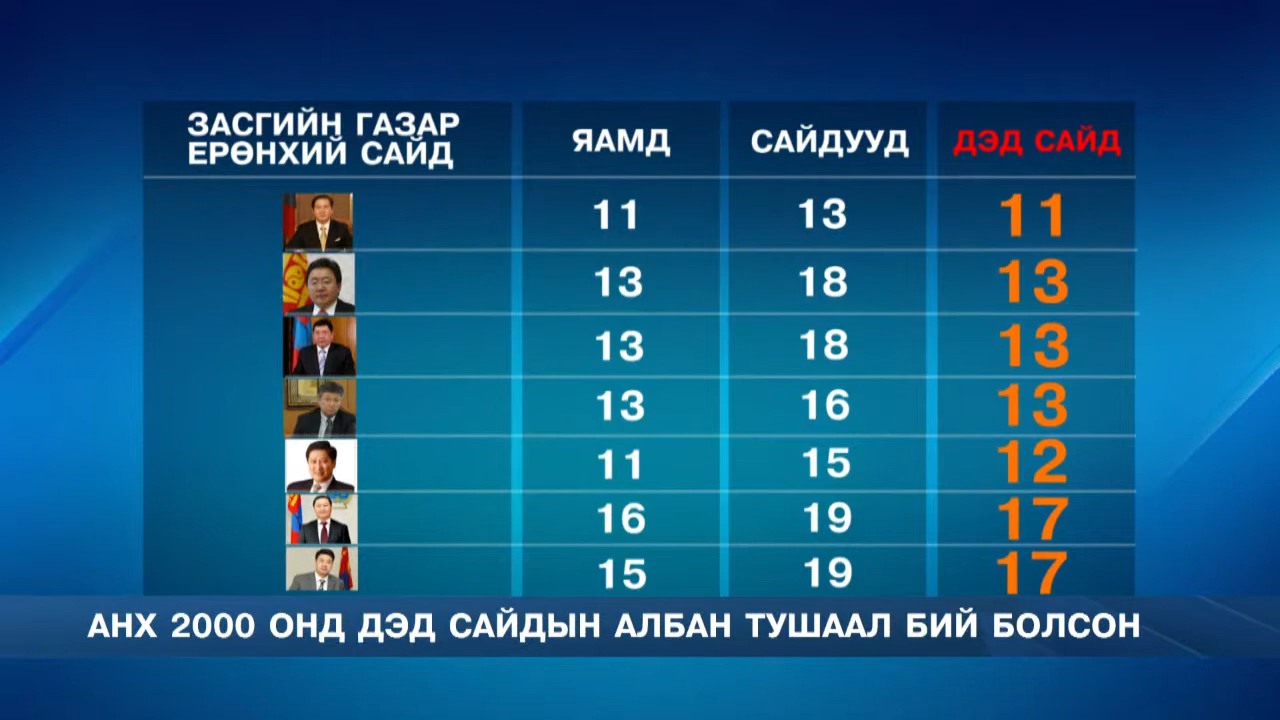 ЗАСГИЙН ГАЗАР
ЕРӨНХИЙ САЙД
ЯАМД
САЙДУУД
ДЭД САЙД
11 13 11
13 18 13
13 18 13
13 16 13
11 15 12
16 19 17
15 19 17
АНХ 2000 ОНД ДЭД САЙДЫН АЛБАН ТУШААЛ БИЙ БОЛСОН